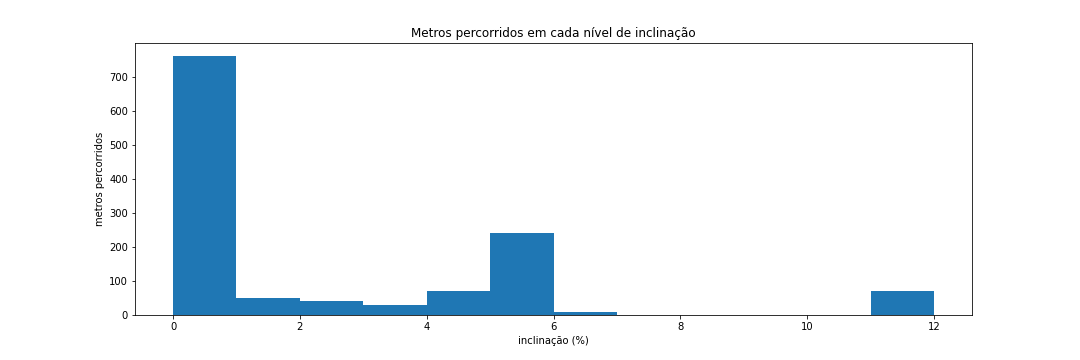 Metros percorridos em cada nível de inclinação
metros percorridos
700
600
500
400
300
200
100
0
0 2 4 6 8 10 12
inclinação (%)